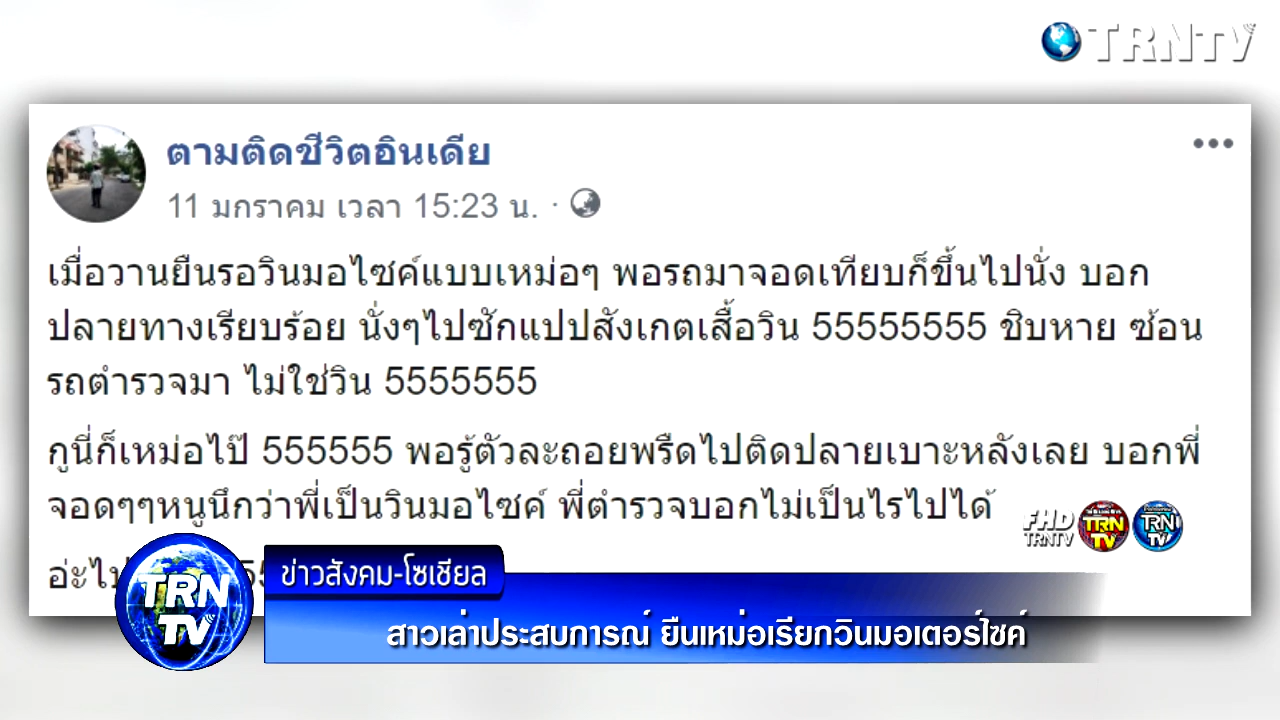 TRNTV
ตามติดชีวิตอินเดีย
11 มกราคม เวลา 15:23 น. ·
เมื่อวานยืนรอวินมอไซค์แบบเหม่อๆ พอรถมาจอดเทียบก็ขึ้นไปนั่ง บอก
ปลายทางเรียบร้อย นั่งๆไปซักแปปสังเกตเสื้อวิน 55555555 ชิบหาย ซ้อน
รถตำรวจมา ไม่ใช่วิน 5555555
กูนี่ก็เหม่อไป๊ 555555 พอรู้ตัวละถอยพรืดไปติดปลายเบาะหลังเลย บอกพี่
จอดๆๆหนูนึกว่าพี่เป็นวินมอไซค์ พี่ตำรวจบอกไม่เป็นไรไปได้
FHD TRNTV TRN TV TRN TV
อ่ะไป
TRN TV
ข่าวสังคม-โซเชียล
สาวเล่าประสบการณ์ ยืนเหม่อเรียกวินมอเตอร์ไซค์